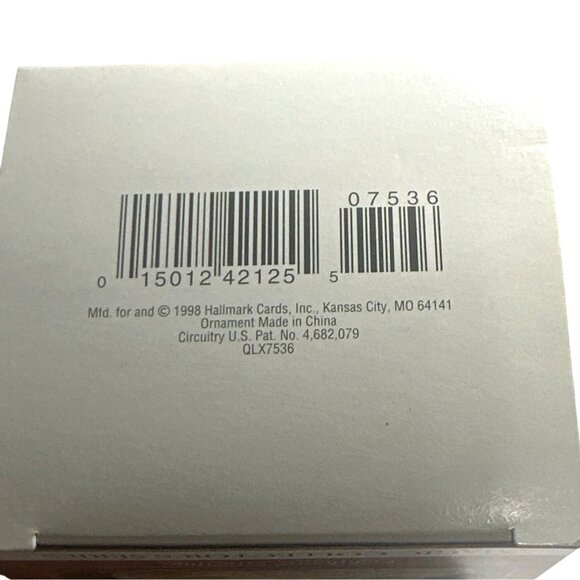 07536
0 15012 42125 5
Mfd. for and © 1998 Hallmark Cards, Inc., Kansas City, MO 64141
Ornament Made in China
Circuitry U.S. Pat. No. 4,682,079
QLX7536